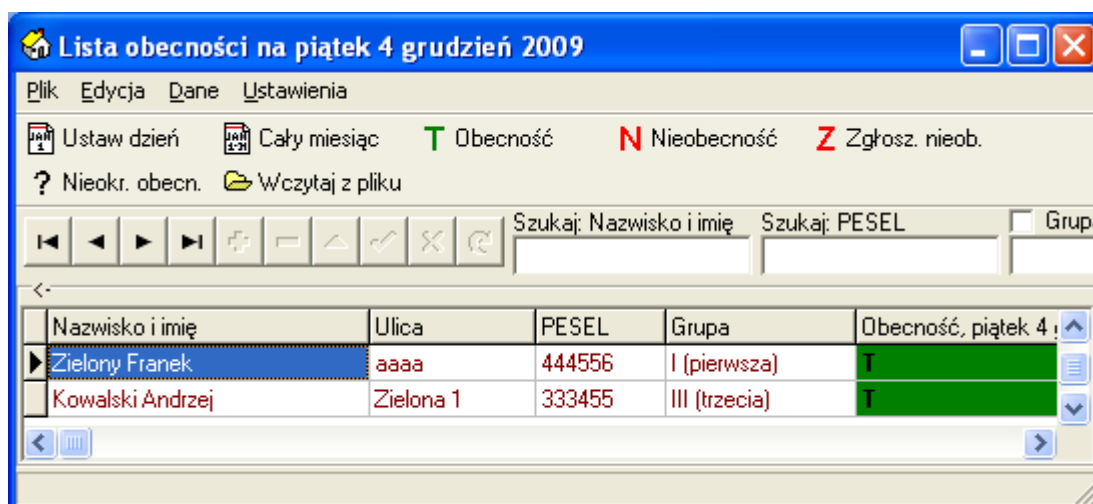 Lista obecności na piątek 4 grudzień 2009
Plik Edycja Dane Ustawienia
Ustaw dzień Cały miesiąc T Obecność N Nieobecność Z Zgłosz. nieob.
? Nieokr. obecn. Wczytaj z pliku
Szukaj: Nazwisko i imię Szukaj: PESEL Grup
<-
Nazwisko i imię Ulica PESEL Grupa Obecność, piątek 4
Zielony Franek aaaa 444556 I (pierwsza) T
Kowalski Andrzej Zielona 1 333455 III (trzecia) T